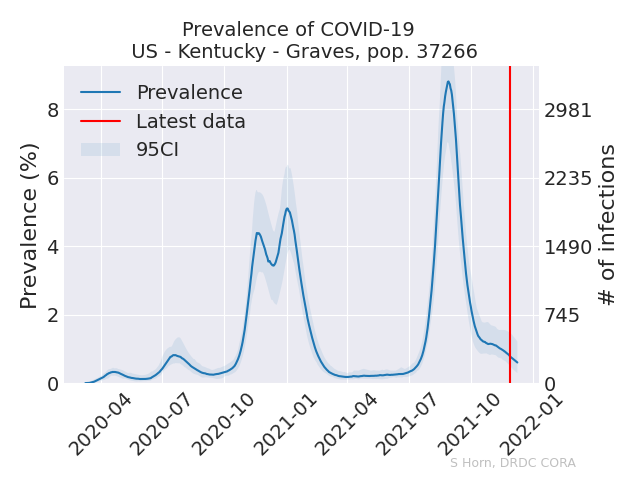 Prevalence of COVID-19
US - Kentucky - Graves, pop. 37266
Prevalence
Latest data
95CI
Prevalence (%)
8
6
4
2
0
2981
2235
1490
745
0
# of infections
2020-04
2020-07
2020-10
2021-01
2021-04
2021-07
2021-10
2022-01
S Horn, DRDC CORA